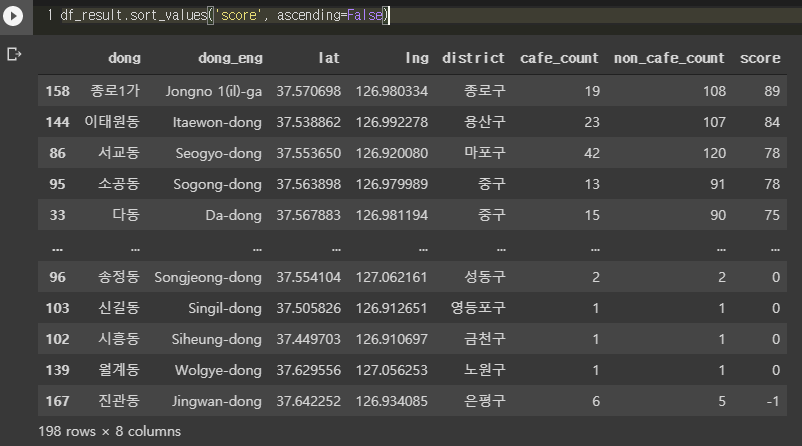 1 df_result.sort_values('score', ascending=False)
dong dong_eng lat lng district cafe_count non_cafe_count score
158 종로1가 Jongno 1(il)-ga 37.570698 126.980334 종로구 19 108 89
144 이태원동 Itaewon-dong 37.538862 126.992278 용산구 23 107 84
86 서교동 Seogyo-dong 37.553650 126.920080 마포구 42 120 78
95 소공동 Sogong-dong 37.563898 126.979989 중구 13 91 78
33 다동 Da-dong 37.567883 126.981194 중구 15 90 75
... ... ... ... ... ... ... ... ...
96 송정동 Songjeong-dong 37.554104 127.062161 성동구 2 2 0
103 신길동 Singil-dong 37.505826 126.912651 영등포구 1 1 0
102 시흥동 Siheung-dong 37.449703 126.910697 금천구 1 1 0
139 월계동 Wolgye-dong 37.629556 127.056253 노원구 1 1 0
167 진관동 Jingwan-dong 37.642252 126.934085 은평구 6 5 -1
198 rows × 8 columns